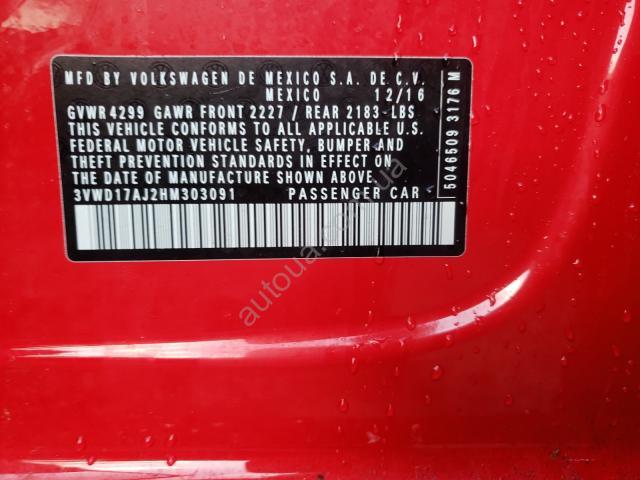 MFD BY VOLKSWAGEN DE MEXICO S.A. DE C.V.
MEXICO 12/16
GVWR 4299 GAWR FRONT 2227 / REAR 2183-LBS
THIS VEHICLE CONFORMS TO ALL APPLICABLE U.S.
FEDERAL MOTOR VEHICLE SAFETY, BUMPER AND
THEFT PREVENTION STANDARDS IN EFFECT ON
THE DATE OF MANUFACTURE SHOWN ABOVE
3VWD17AJ2HM303091 PASSENGER CAR
5046509 3176 M
autoua.com.ua